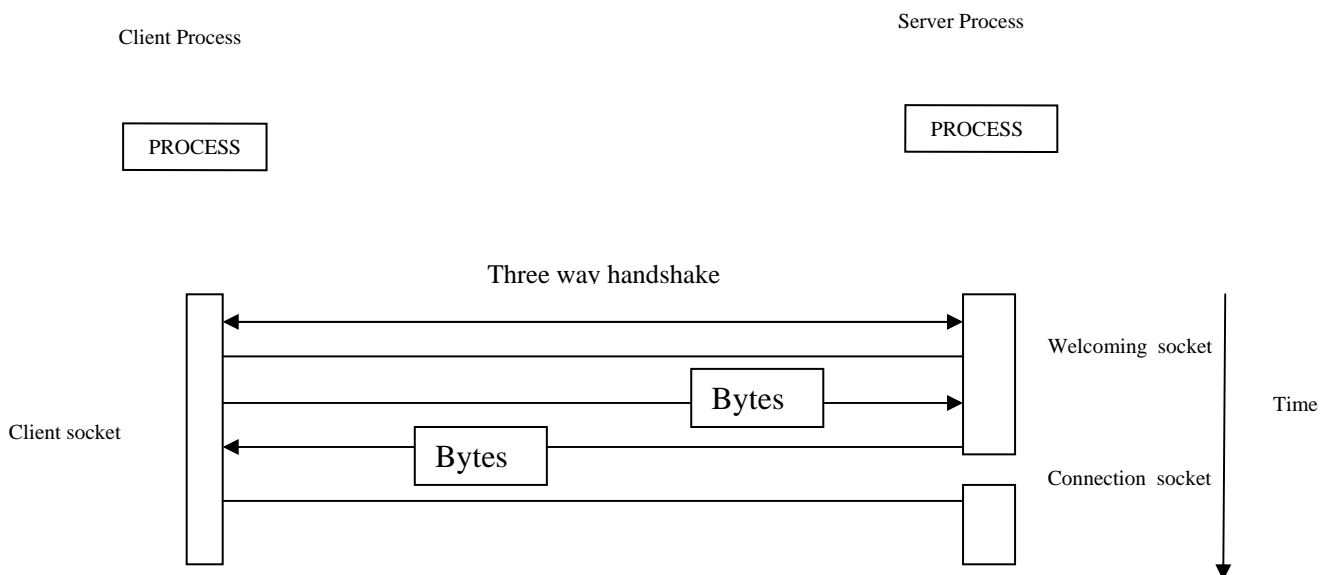 Client Process
Server Process
PROCESS
PROCESS
Three way handshake
Welcoming socket
Bytes
Time
Client socket
Bytes
Connection socket